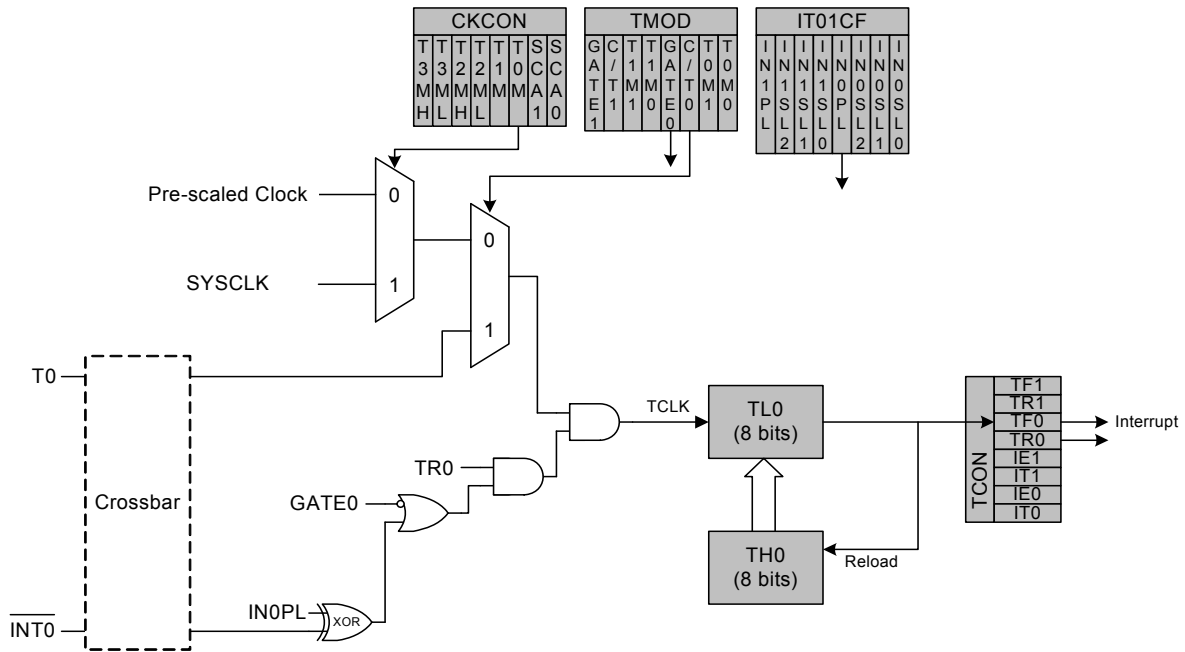 CKCON
T3MH
T3ML
T2MH
T2ML
T1M
T0M
SCA1
SCA0
TMOD
GATE1
C/T1
T1M1
T1M0
GATE0
C/T0
T0M1
T0M0
IT01CF
IN1PL
IN1SL2
IN1SL1
IN1SL0
IN0PL
IN0SL2
IN0SL1
IN0SL0
Pre-scaled Clock
0
SYSCLK
1
0
1
T0
Crossbar
INT0
TR0
GATE0
IN0PL
XOR
TCLK
TL0
(8 bits)
TH0
(8 bits)
Reload
TCON
TF1
TR1
TF0
TR0
IE1
IT1
IE0
IT0
Interrupt